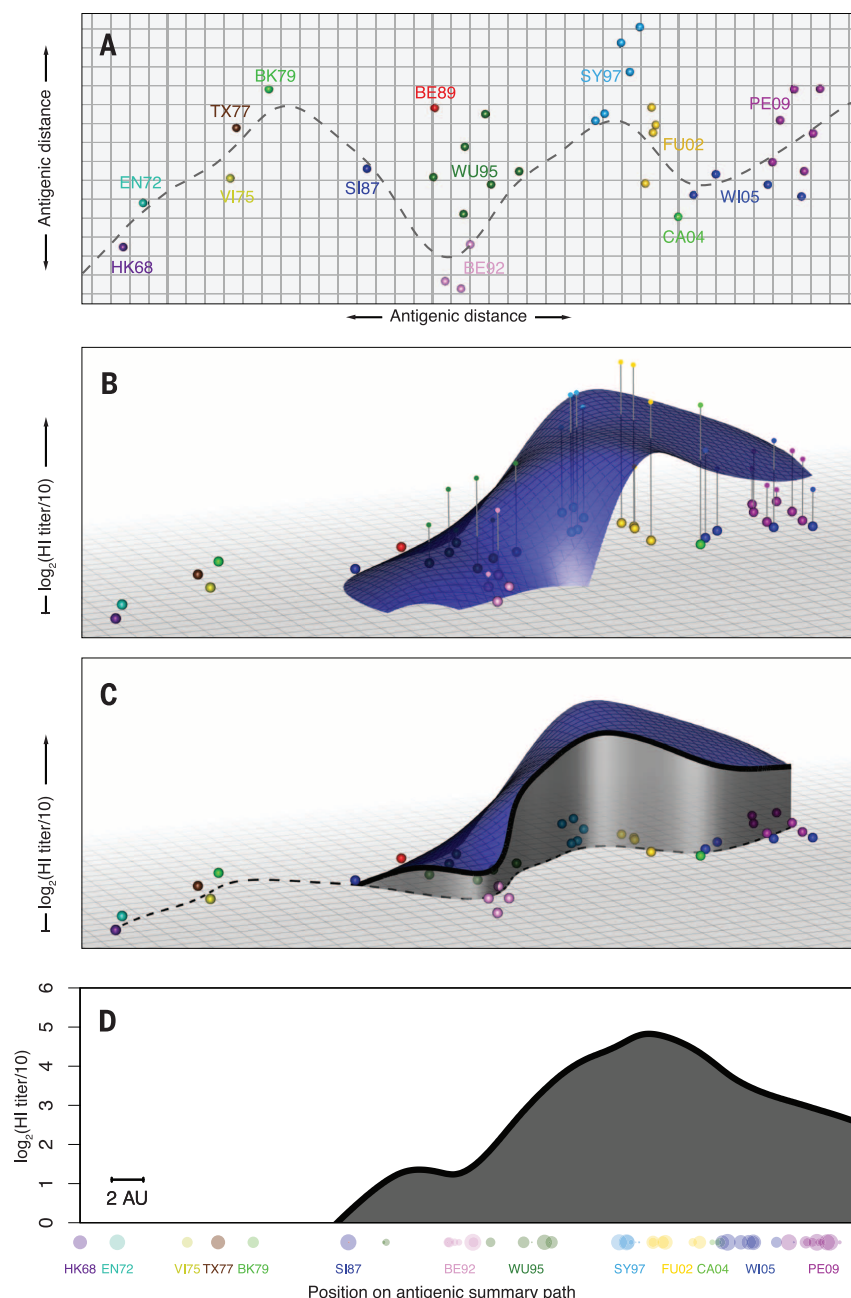 A
BK79
TX77
EN72
VI75
HK68
SI87
BE89
WU95
BE92
SY97
FU02
WI05
CA04
PE09
Antigenic distance
Antigenic distance
B
log2(HI titer/10)
C
log2(HI titer/10)
D
6
5
4
3
2
1
0
log2(HI titer/10)
2 AU
HK68 EN72 VI75 TX77 BK79 SI87 BE92 WU95 SY97 FU02 CA04 WI05 PE09
Position on antigenic summary path